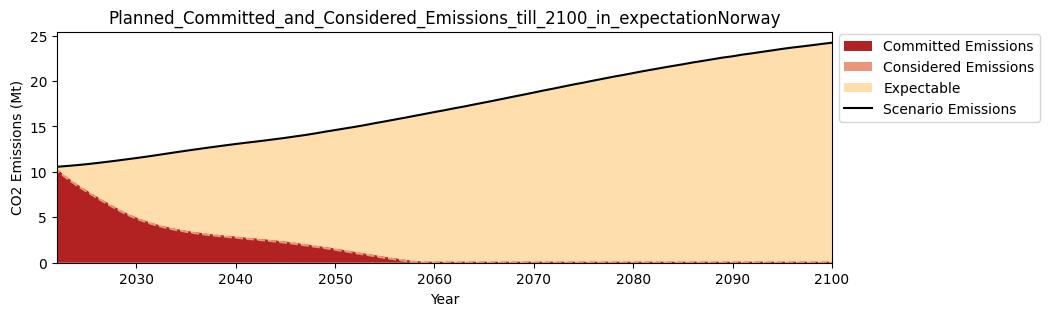 Planned_Committed_and_Considered_Emissions_till_2100_in_expectationNorway
25
20
15
10
5
0
CO2 Emissions (Mt)
2030 2040 2050 2060 2070 2080 2090 2100
Year
Committed Emissions
Considered Emissions
Expectable
Scenario Emissions